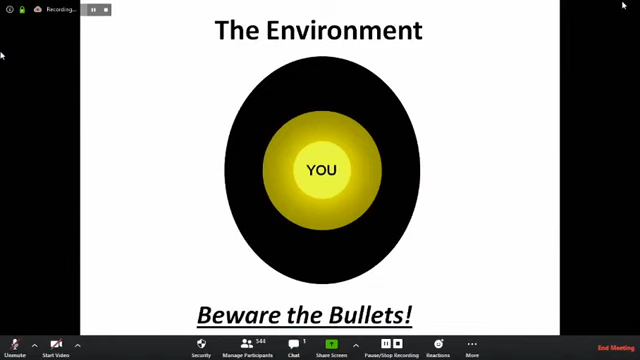 Recording...
The Environment
YOU
Beware the Bullets!
544
1
Unmute
Start Video
Security
Manage Participants
Chat
Share Screen
Pause/Stop Recording
Reactions
More
End Meeting